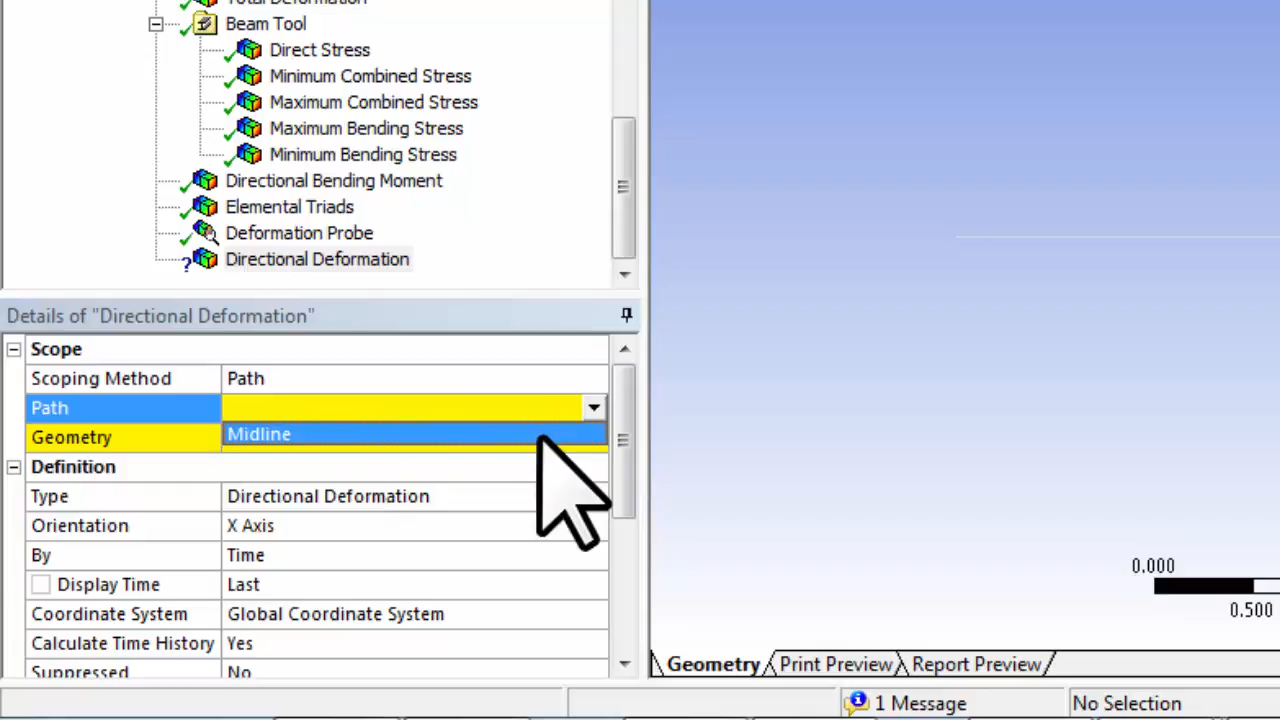 Total Deformation
Beam Tool
Direct Stress
Minimum Combined Stress
Maximum Combined Stress
Maximum Bending Stress
Minimum Bending Stress
Directional Bending Moment
Elemental Triads
Deformation Probe
? Directional Deformation
Details of "Directional Deformation"
Scope
Scoping Method Path
Path
Geometry Midline
Definition
Type Directional Deformation
Orientation X Axis
By Time
Display Time Last
Coordinate System Global Coordinate System
Calculate Time History Yes
Suppressed No
0.000
0.500
Geometry Print Preview Report Preview
1 Message No Selection